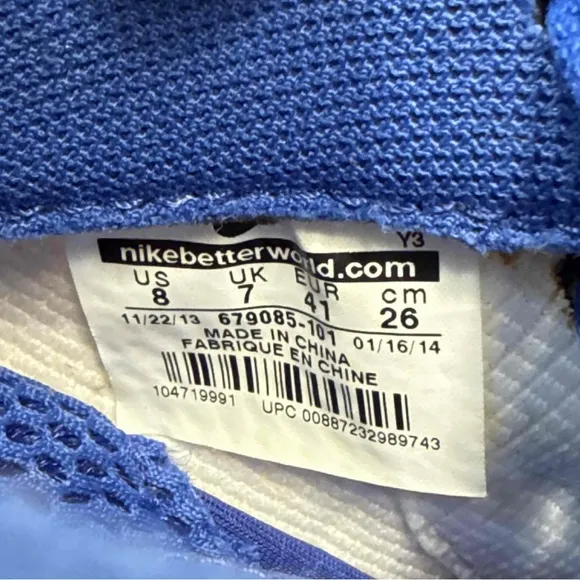 Y3
nikebetterworld.com
US UK EUR cm
8 7 41 26
11/22/13 679085-101 01/16/14
MADE IN CHINA
FABRIQUE EN CHINE
104719991 UPC 00887232989743